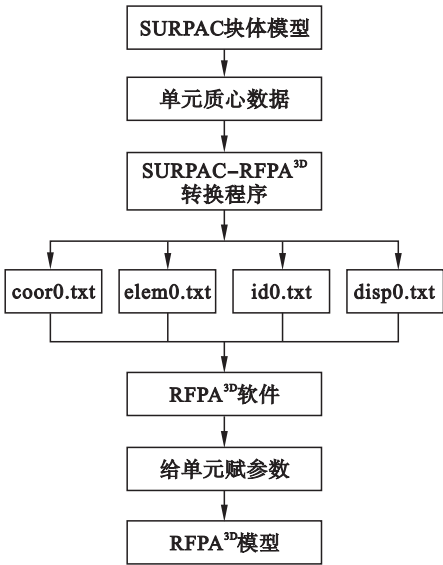 SURPAC块体模型
单元质心数据
SURPAC-RFPA³ᴰ
转换程序
coor0.txt
elem0.txt
id0.txt
disp0.txt
RFPA³ᴰ软件
给单元赋参数
RFPA³ᴰ模型